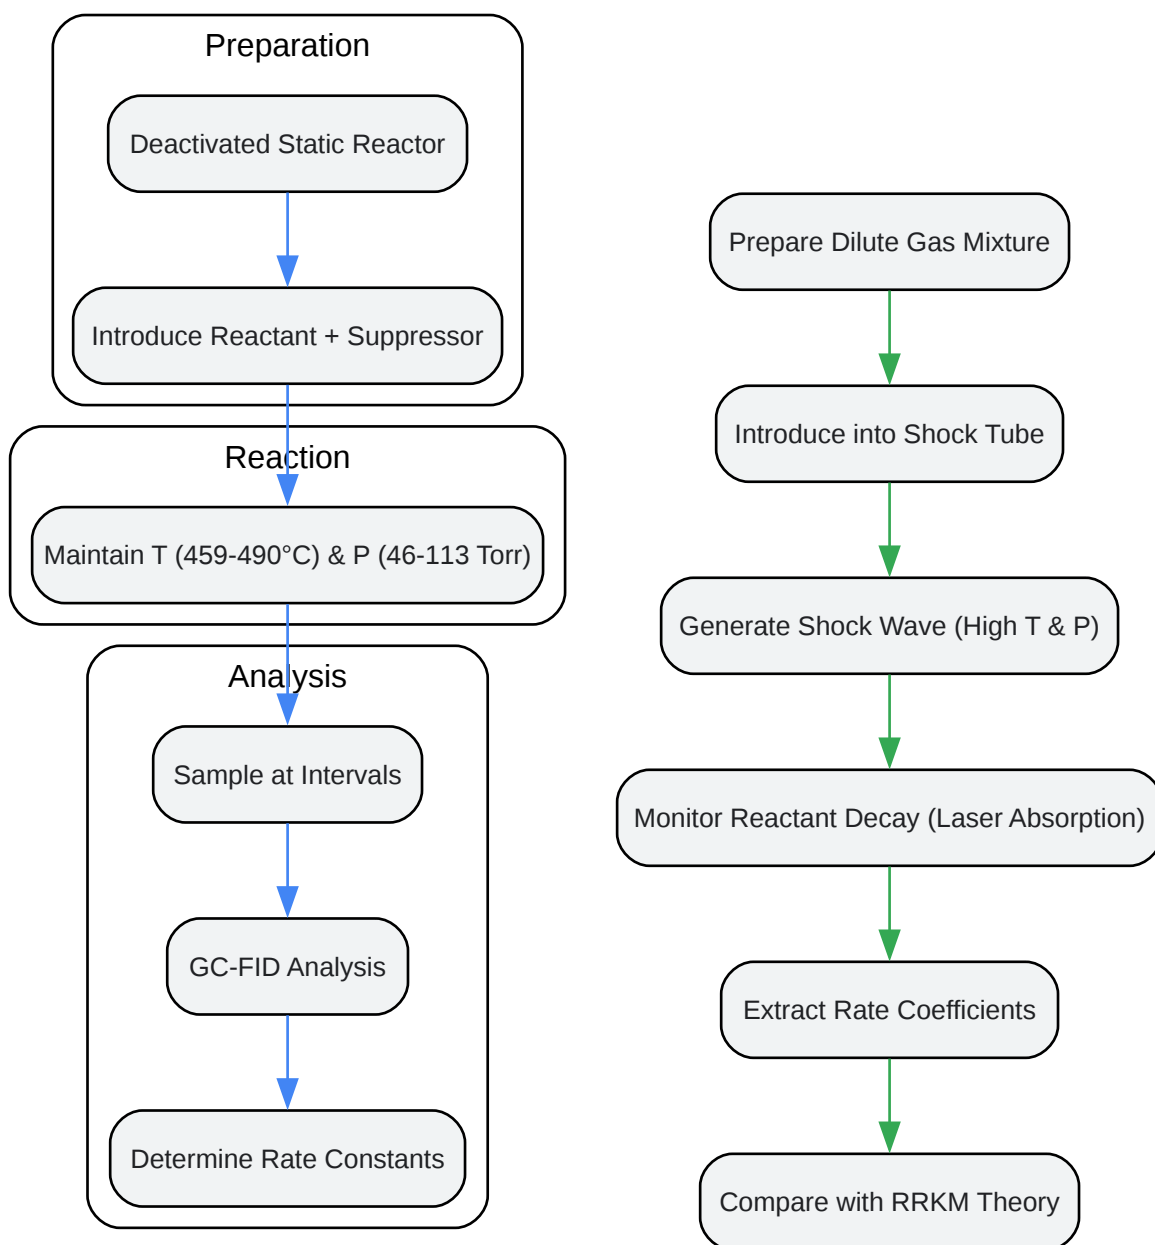 Preparation
Deactivated Static Reactor
Introduce Reactant + Suppressor
Reaction
Maintain T (459-490°C) & P (46-113 Torr)
Analysis
Sample at Intervals
GC-FID Analysis
Determine Rate Constants
Prepare Dilute Gas Mixture
Introduce into Shock Tube
Generate Shock Wave (High T & P)
Monitor Reactant Decay (Laser Absorption)
Extract Rate Coefficients
Compare with RRKM Theory